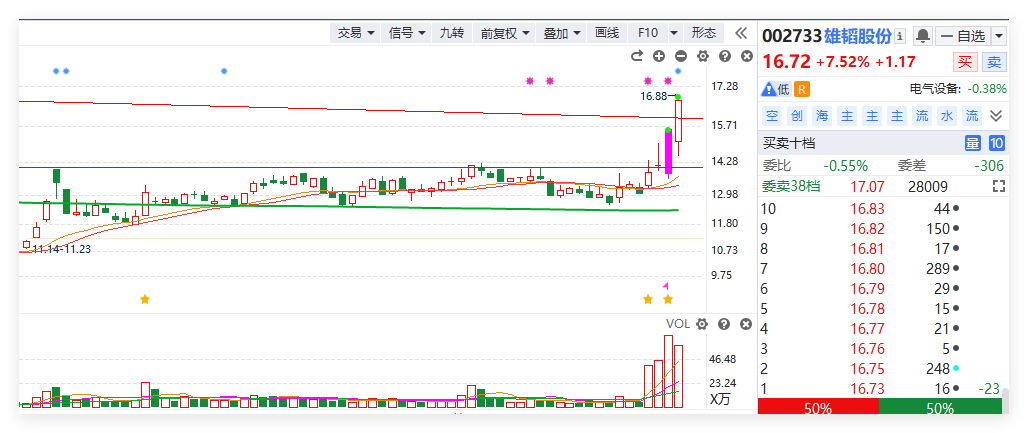 交易 信号 九转 前复权 叠加 画线 F10 形态
16.88
17.28
15.71
14.28
12.98
11.80
10.73
9.75
11.14-11.23
VOL
46.48
23.24
X万
002733雄韬股份 一 自选
16.72 +7.52% +1.17 买 卖
低 R 电气设备: -0.38%
空 创 海 主 主 主 流 水 流
买卖十档 量 10
委比 -0.55% 委差 -306
委卖38档 17.07 28009
10 16.83 44
9 16.82 150
8 16.81 17
7 16.80 289
6 16.79 29
5 16.78 15
4 16.77 21
3 16.76 5
2 16.75 248
1 16.73 16 -23
50% 50%